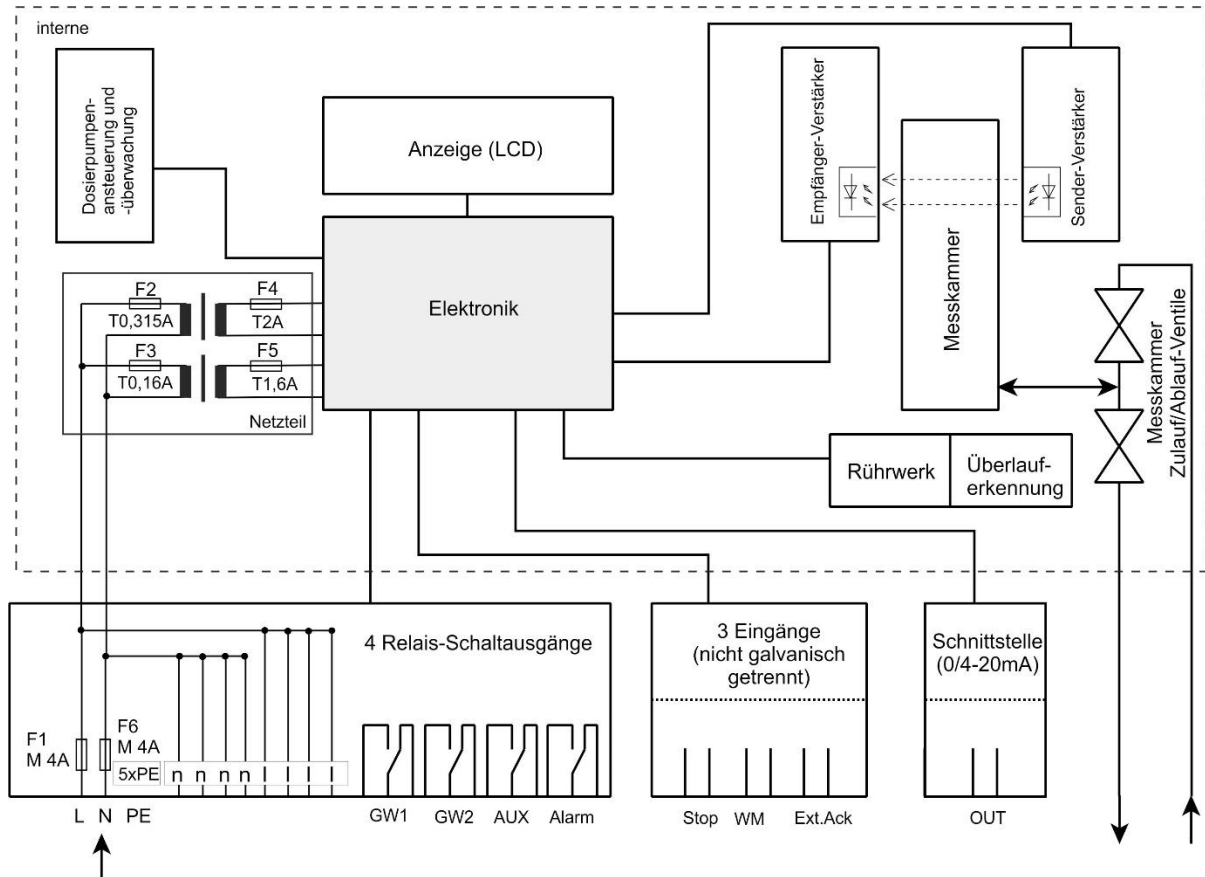 interne
Dosierpumpen-
ansteuerung und
-überwachung
Anzeige (LCD)
Empfänger-Verstärker
Messkammer
Sender-Verstärker
F2
T0,315A
F4
T2A
F3
T0,16A
F5
T1,6A
Netzteil
Elektronik
Messkammer
Zulauf/Ablauf-Ventile
Rührwerk
Überlauf-
erkennung
4 Relais-Schaltausgänge
3 Eingänge
(nicht galvanisch
getrennt)
Schnittstelle
(0/4-20mA)
F1
M 4A
F6
M 4A
5xPE
n n n n l l l l
L N PE
GW1 GW2 AUX Alarm
Stop WM Ext.Ack
OUT